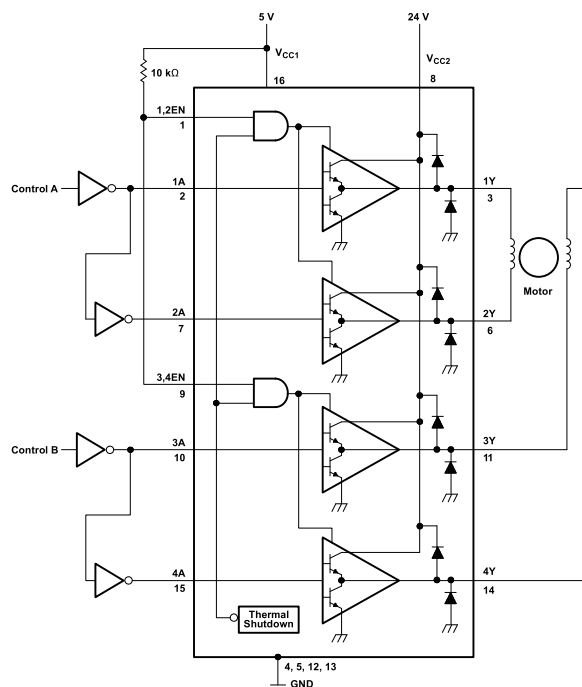 5 V
24 V
VCC1
10 kΩ
VCC2
16
8
1,2EN
1
Control A
1A
2
1Y
3
Motor
2A
7
2Y
6
3,4EN
9
Control B
3A
10
3Y
11
4A
15
4Y
14
Thermal
Shutdown
4, 5, 12, 13
GND